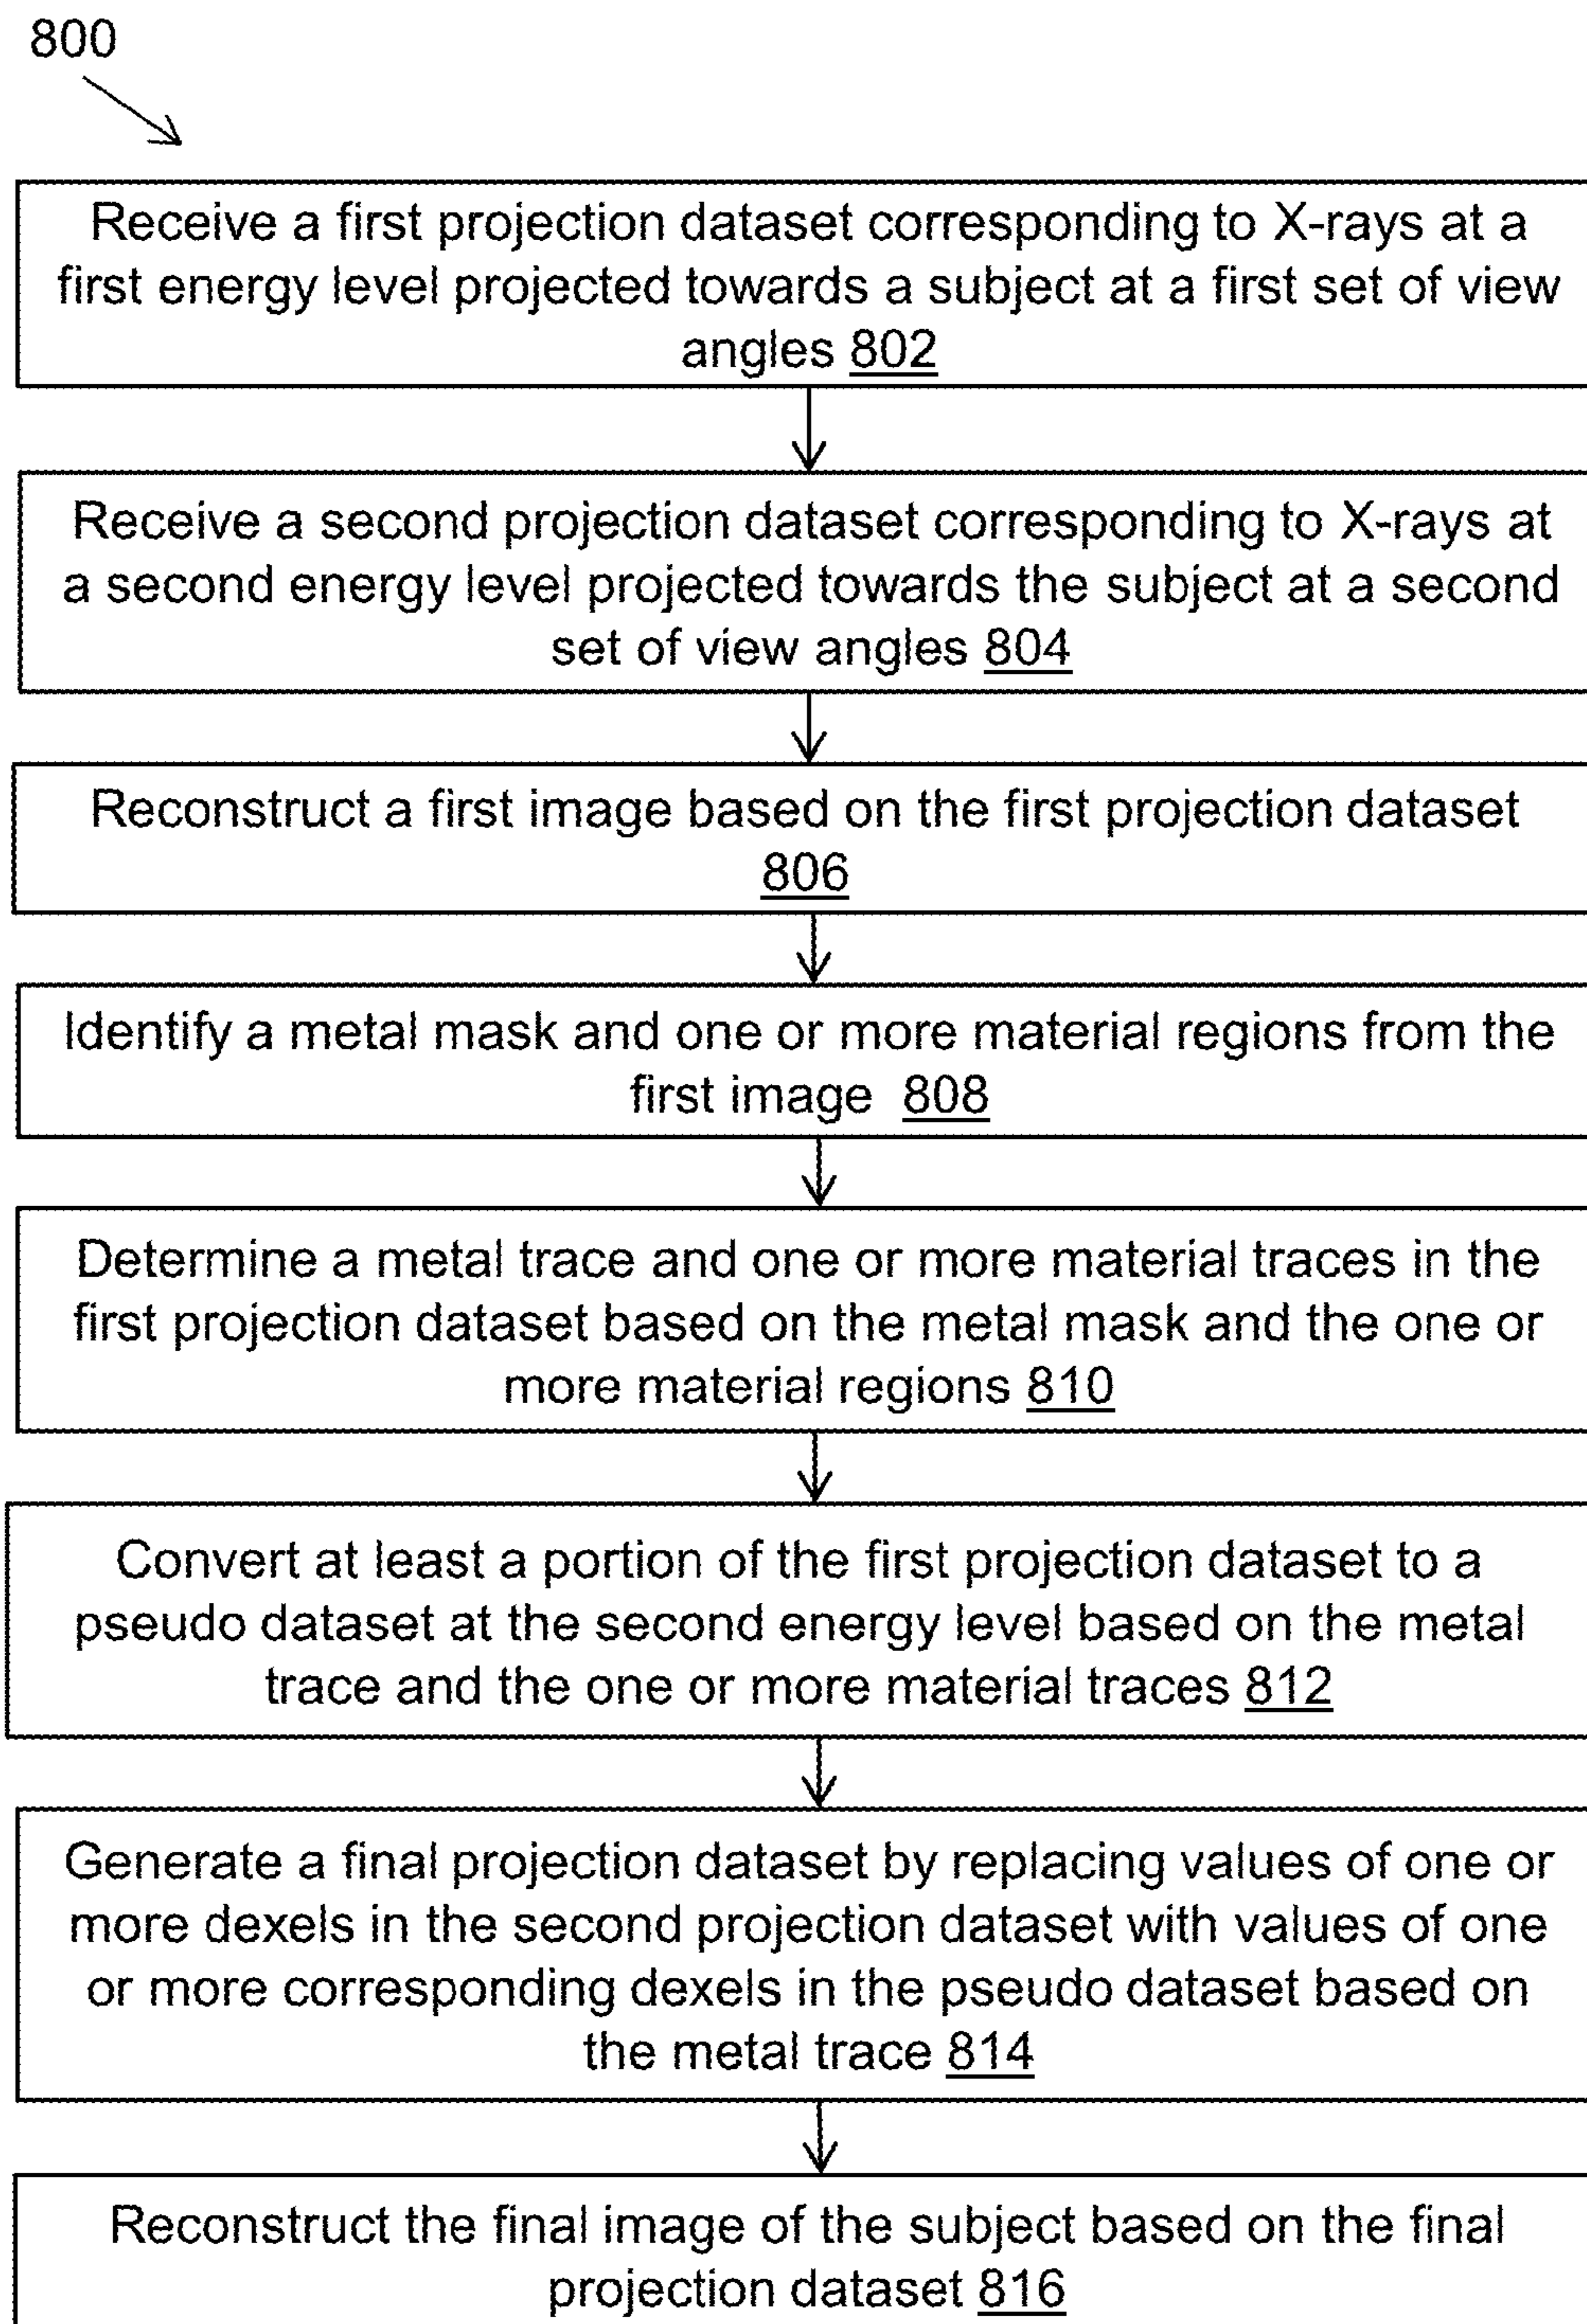 800
Receive a first projection dataset corresponding to X-rays at a
first energy level projected towards a subject at a first set of view
angles 802
Receive a second projection dataset corresponding to X-rays at
a second energy level projected towards the subject at a second
set of view angles 804
Reconstruct a first image based on the first projection dataset
806
Identify a metal mask and one or more material regions from the
first image 808
Determine a metal trace and one or more material traces in the
first projection dataset based on the metal mask and the one or
more material regions 810
Convert at least a portion of the first projection dataset to a
pseudo dataset at the second energy level based on the metal
trace and the one or more material traces 812
Generate a final projection dataset by replacing values of one or
more dexels in the second projection dataset with values of one
or more corresponding dexels in the pseudo dataset based on
the metal trace 814
Reconstruct the final image of the subject based on the final
projection dataset 816